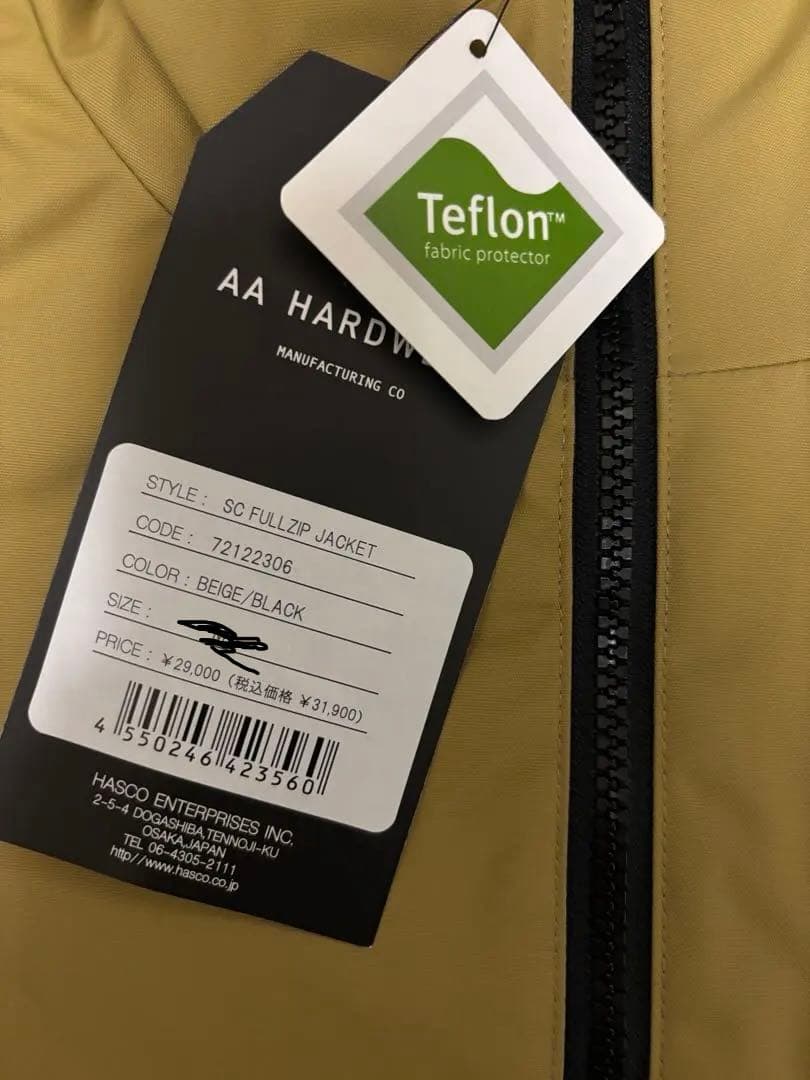 Teflon™
fabric protector
AA HARDW
MANUFACTURING CO
STYLE : SC FULLZIP JACKET
CODE : 72122306
COLOR : BEIGE/BLACK
SIZE :
PRICE : ¥29,000 (税込価格 ¥31,900)
4 550246 423560
HASCO ENTERPRISES INC.
2-5-4 DOGASHIBA,TENNOJI-KU
OSAKA,JAPAN
TEL 06-4305-2111
http//www.hasco.co.jp